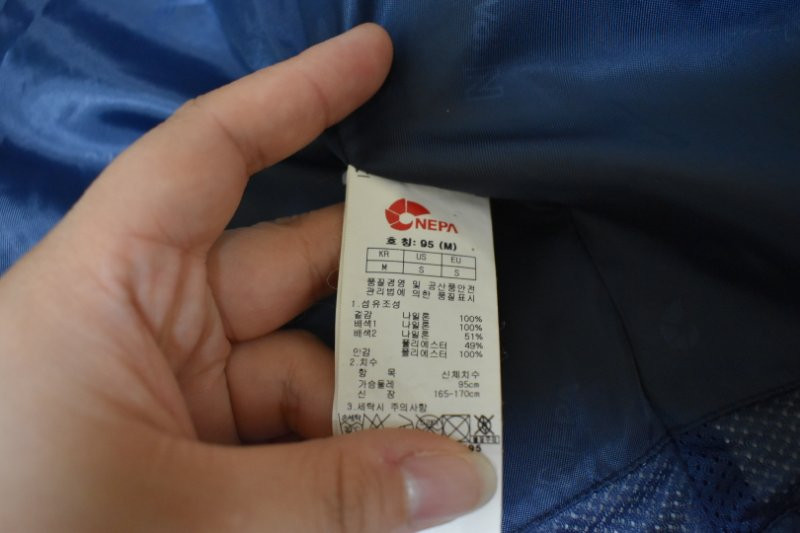 NEPA
호 칭: 95 (M)
KR US EU
M S S
품질경영 및 공산품안전
관리법에 의한 품질표시
1.섬유조성
겉감 나일론 100%
배색1 나일론 100%
배색2 나일론 51%
폴리에스터 49%
안감 폴리에스터 100%
2.치수
항 목 신체치수
가슴둘레 95cm
신 장 165-170cm
3.세탁시 주의사항
손세탁
95